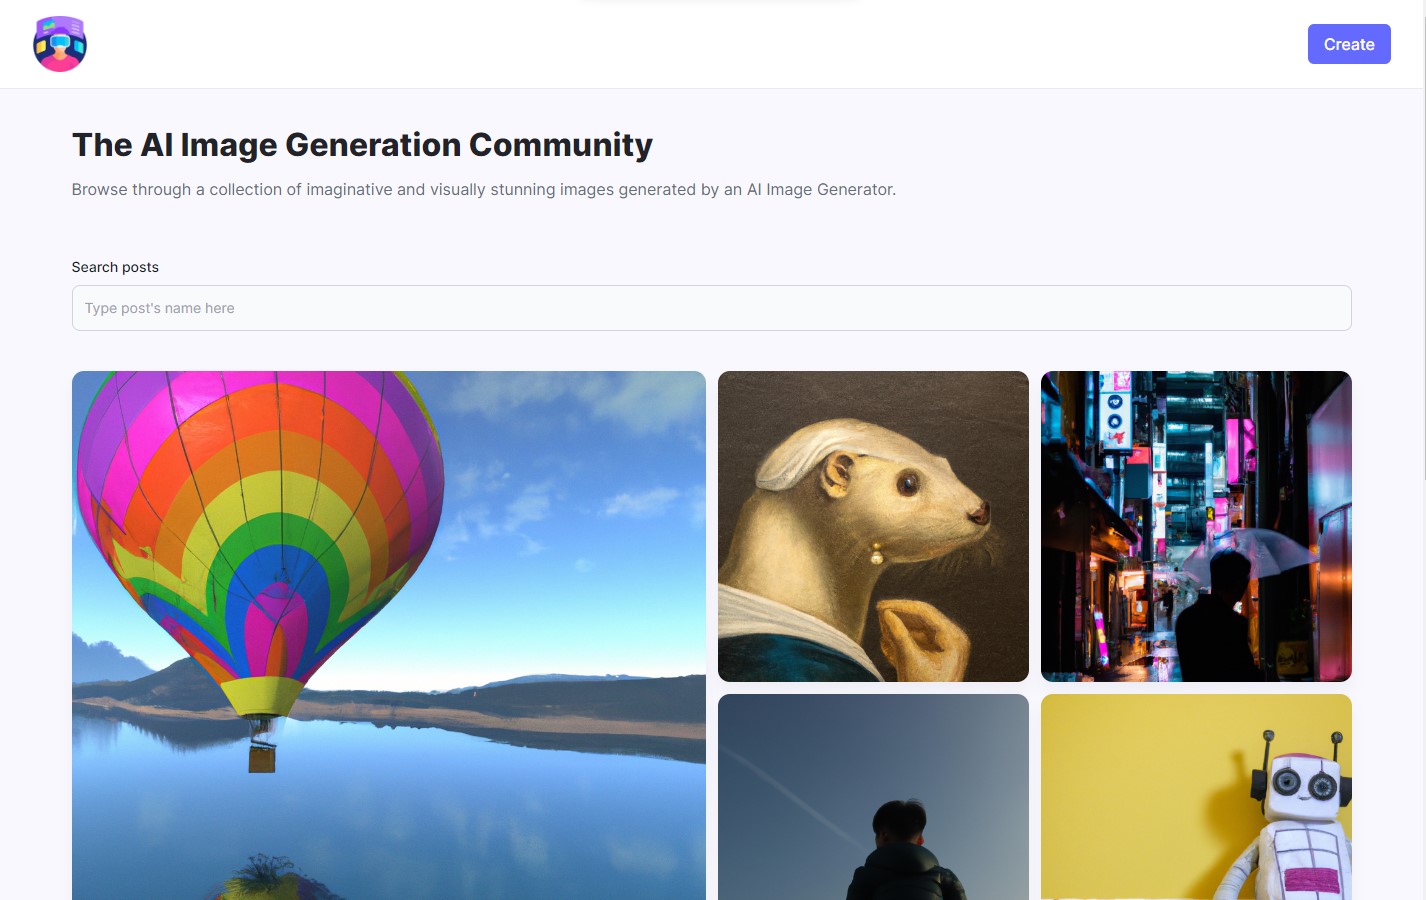 Create
The AI Image Generation Community
Browse through a collection of imaginative and visually stunning images generated by an AI Image Generator.
Search posts
Type post's name here